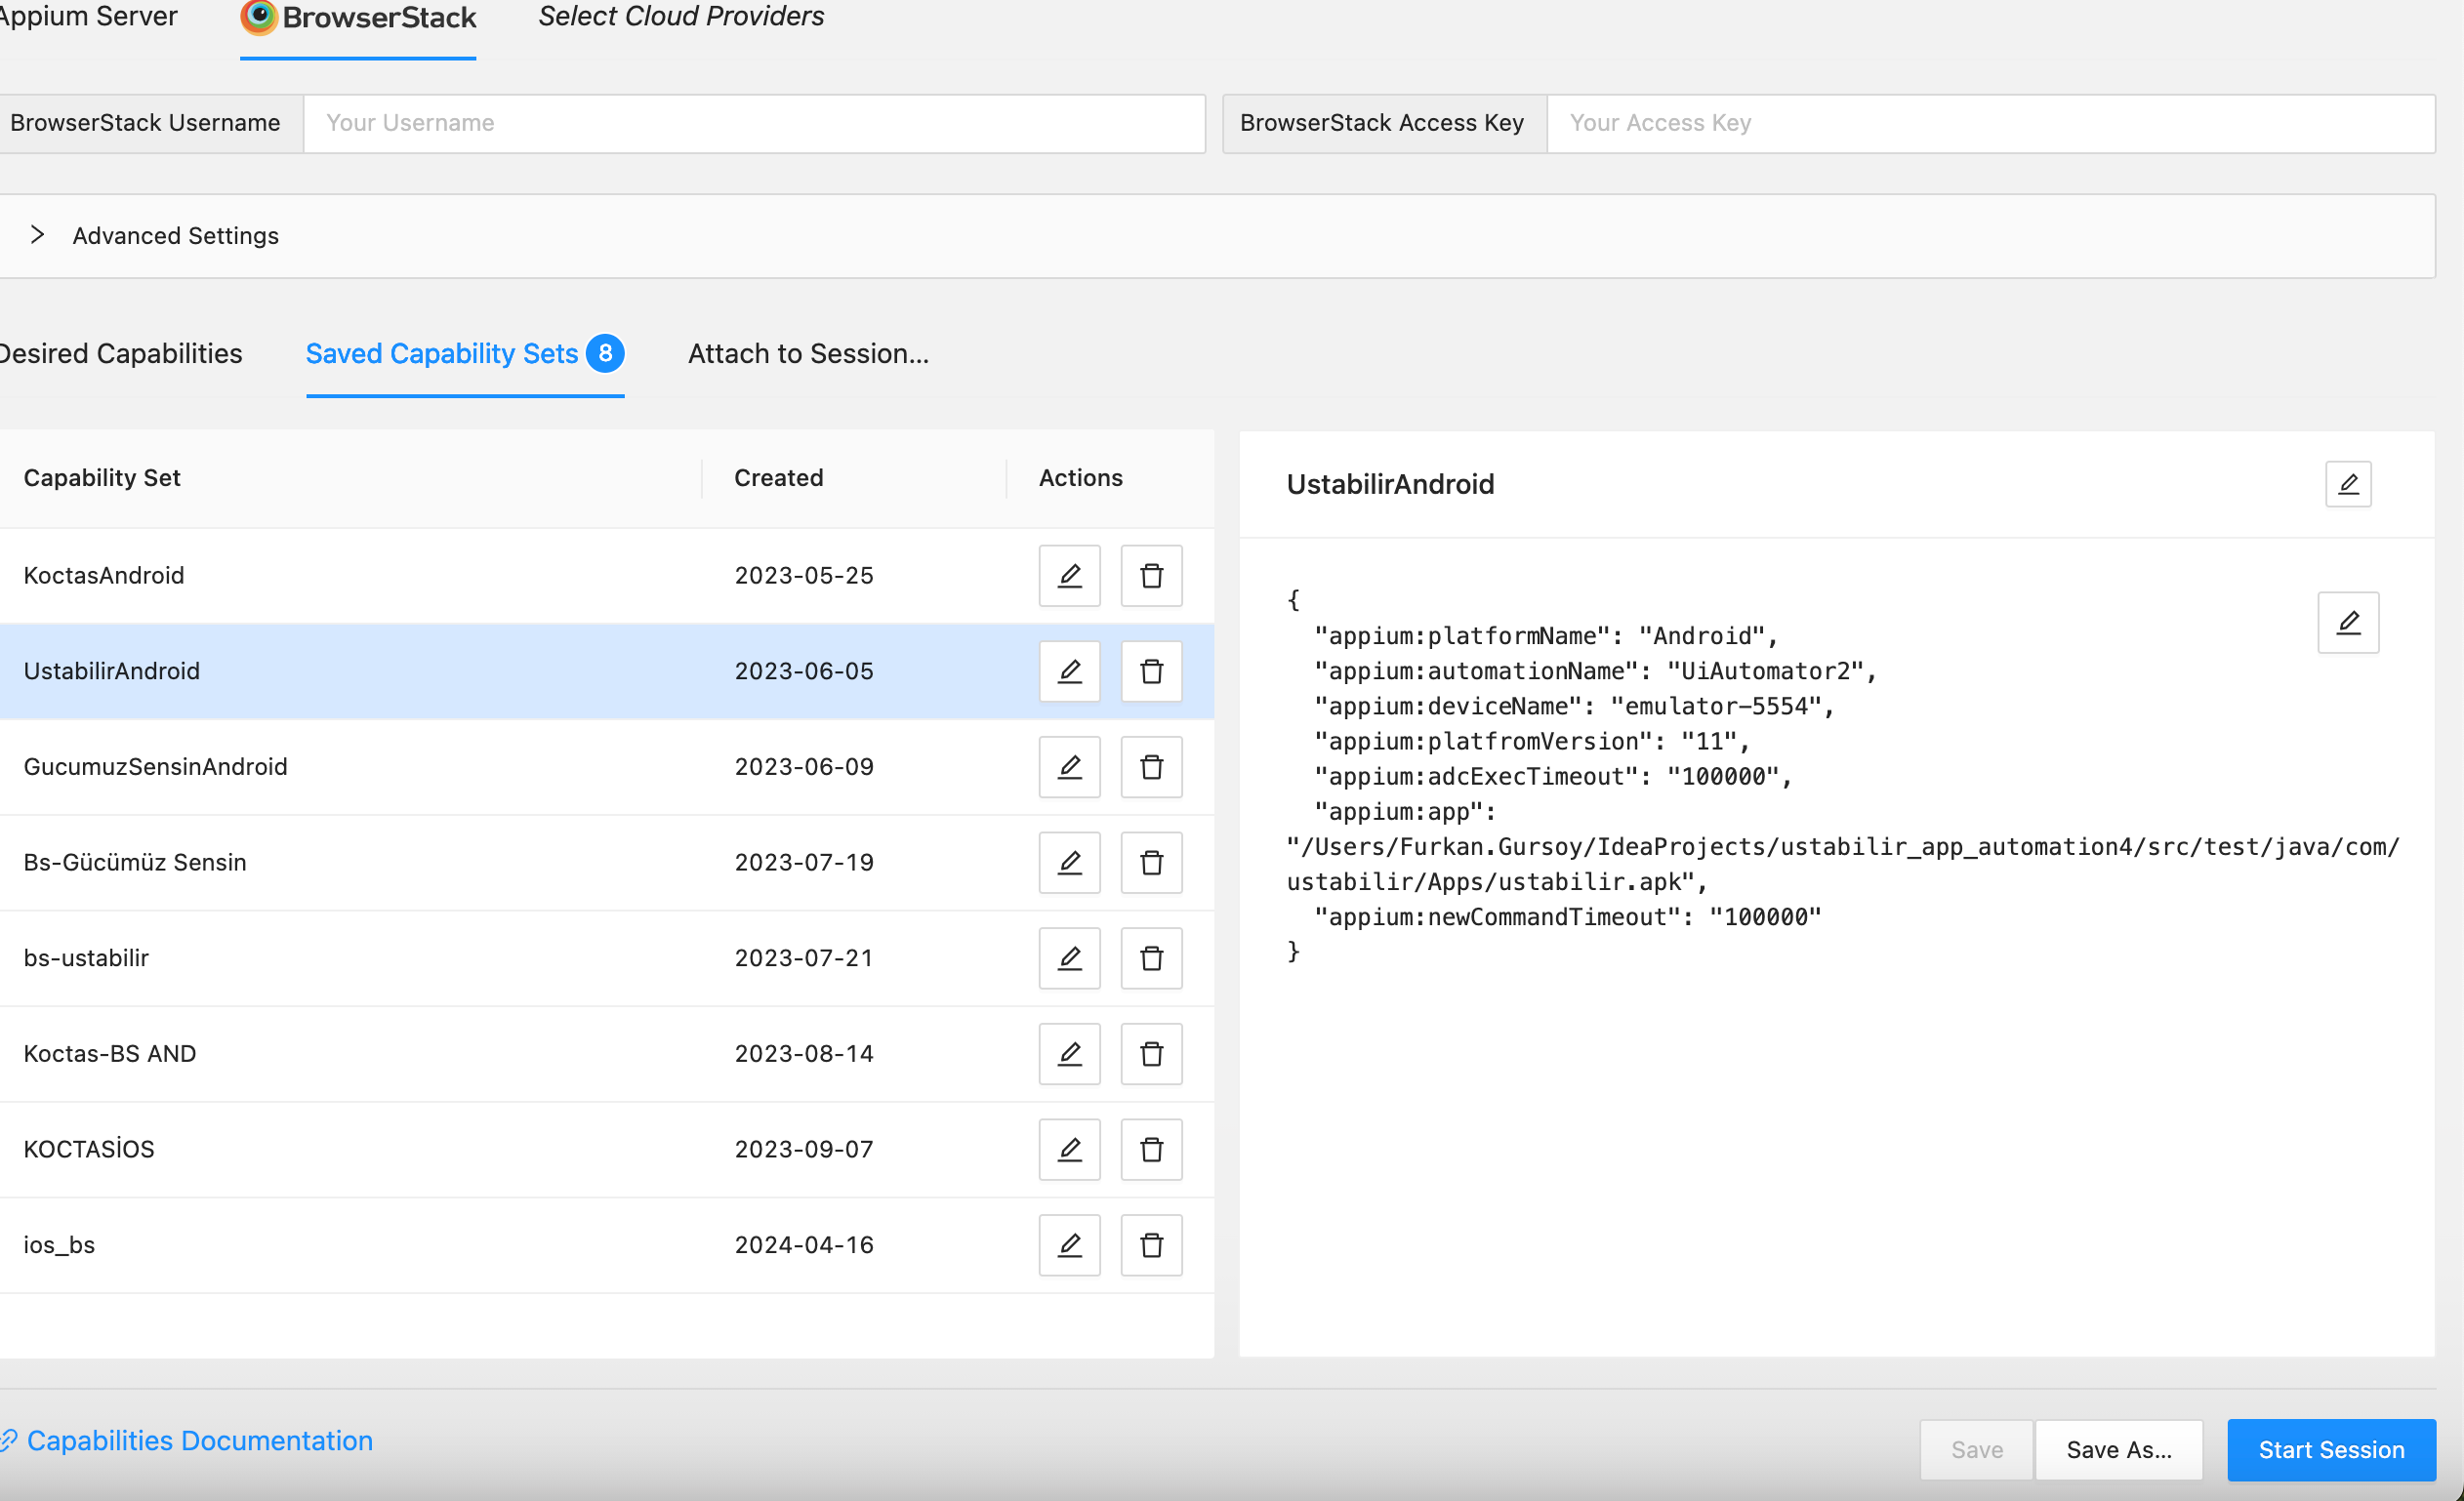 Appium Server BrowserStack Select Cloud Providers
BrowserStack Username Your Username BrowserStack Access Key Your Access Key
Advanced Settings
Desired Capabilities Saved Capability Sets 8 Attach to Session...
Capability Set Created Actions
KoctasAndroid 2023-05-25
UstabilirAndroid 2023-06-05
GucumuzSensinAndroid 2023-06-09
Bs-Gücümüz Sensin 2023-07-19
bs-ustabilir 2023-07-21
Koctas-BS AND 2023-08-14
KOCTASİOS 2023-09-07
ios_bs 2024-04-16
UstabilirAndroid
{
"appium:platformName": "Android",
"appium:automationName": "UiAutomator2",
"appium:deviceName": "emulator-5554",
"appium:platfromVersion": "11",
"appium:adcExecTimeout": "100000",
"appium:app":
"/Users/Furkan.Gursoy/IdeaProjects/ustabilir_app_automation4/src/test/java/com/
ustabilir/Apps/ustabilir.apk",
"appium:newCommandTimeout": "100000"
}
Capabilities Documentation Save Save As... Start Session